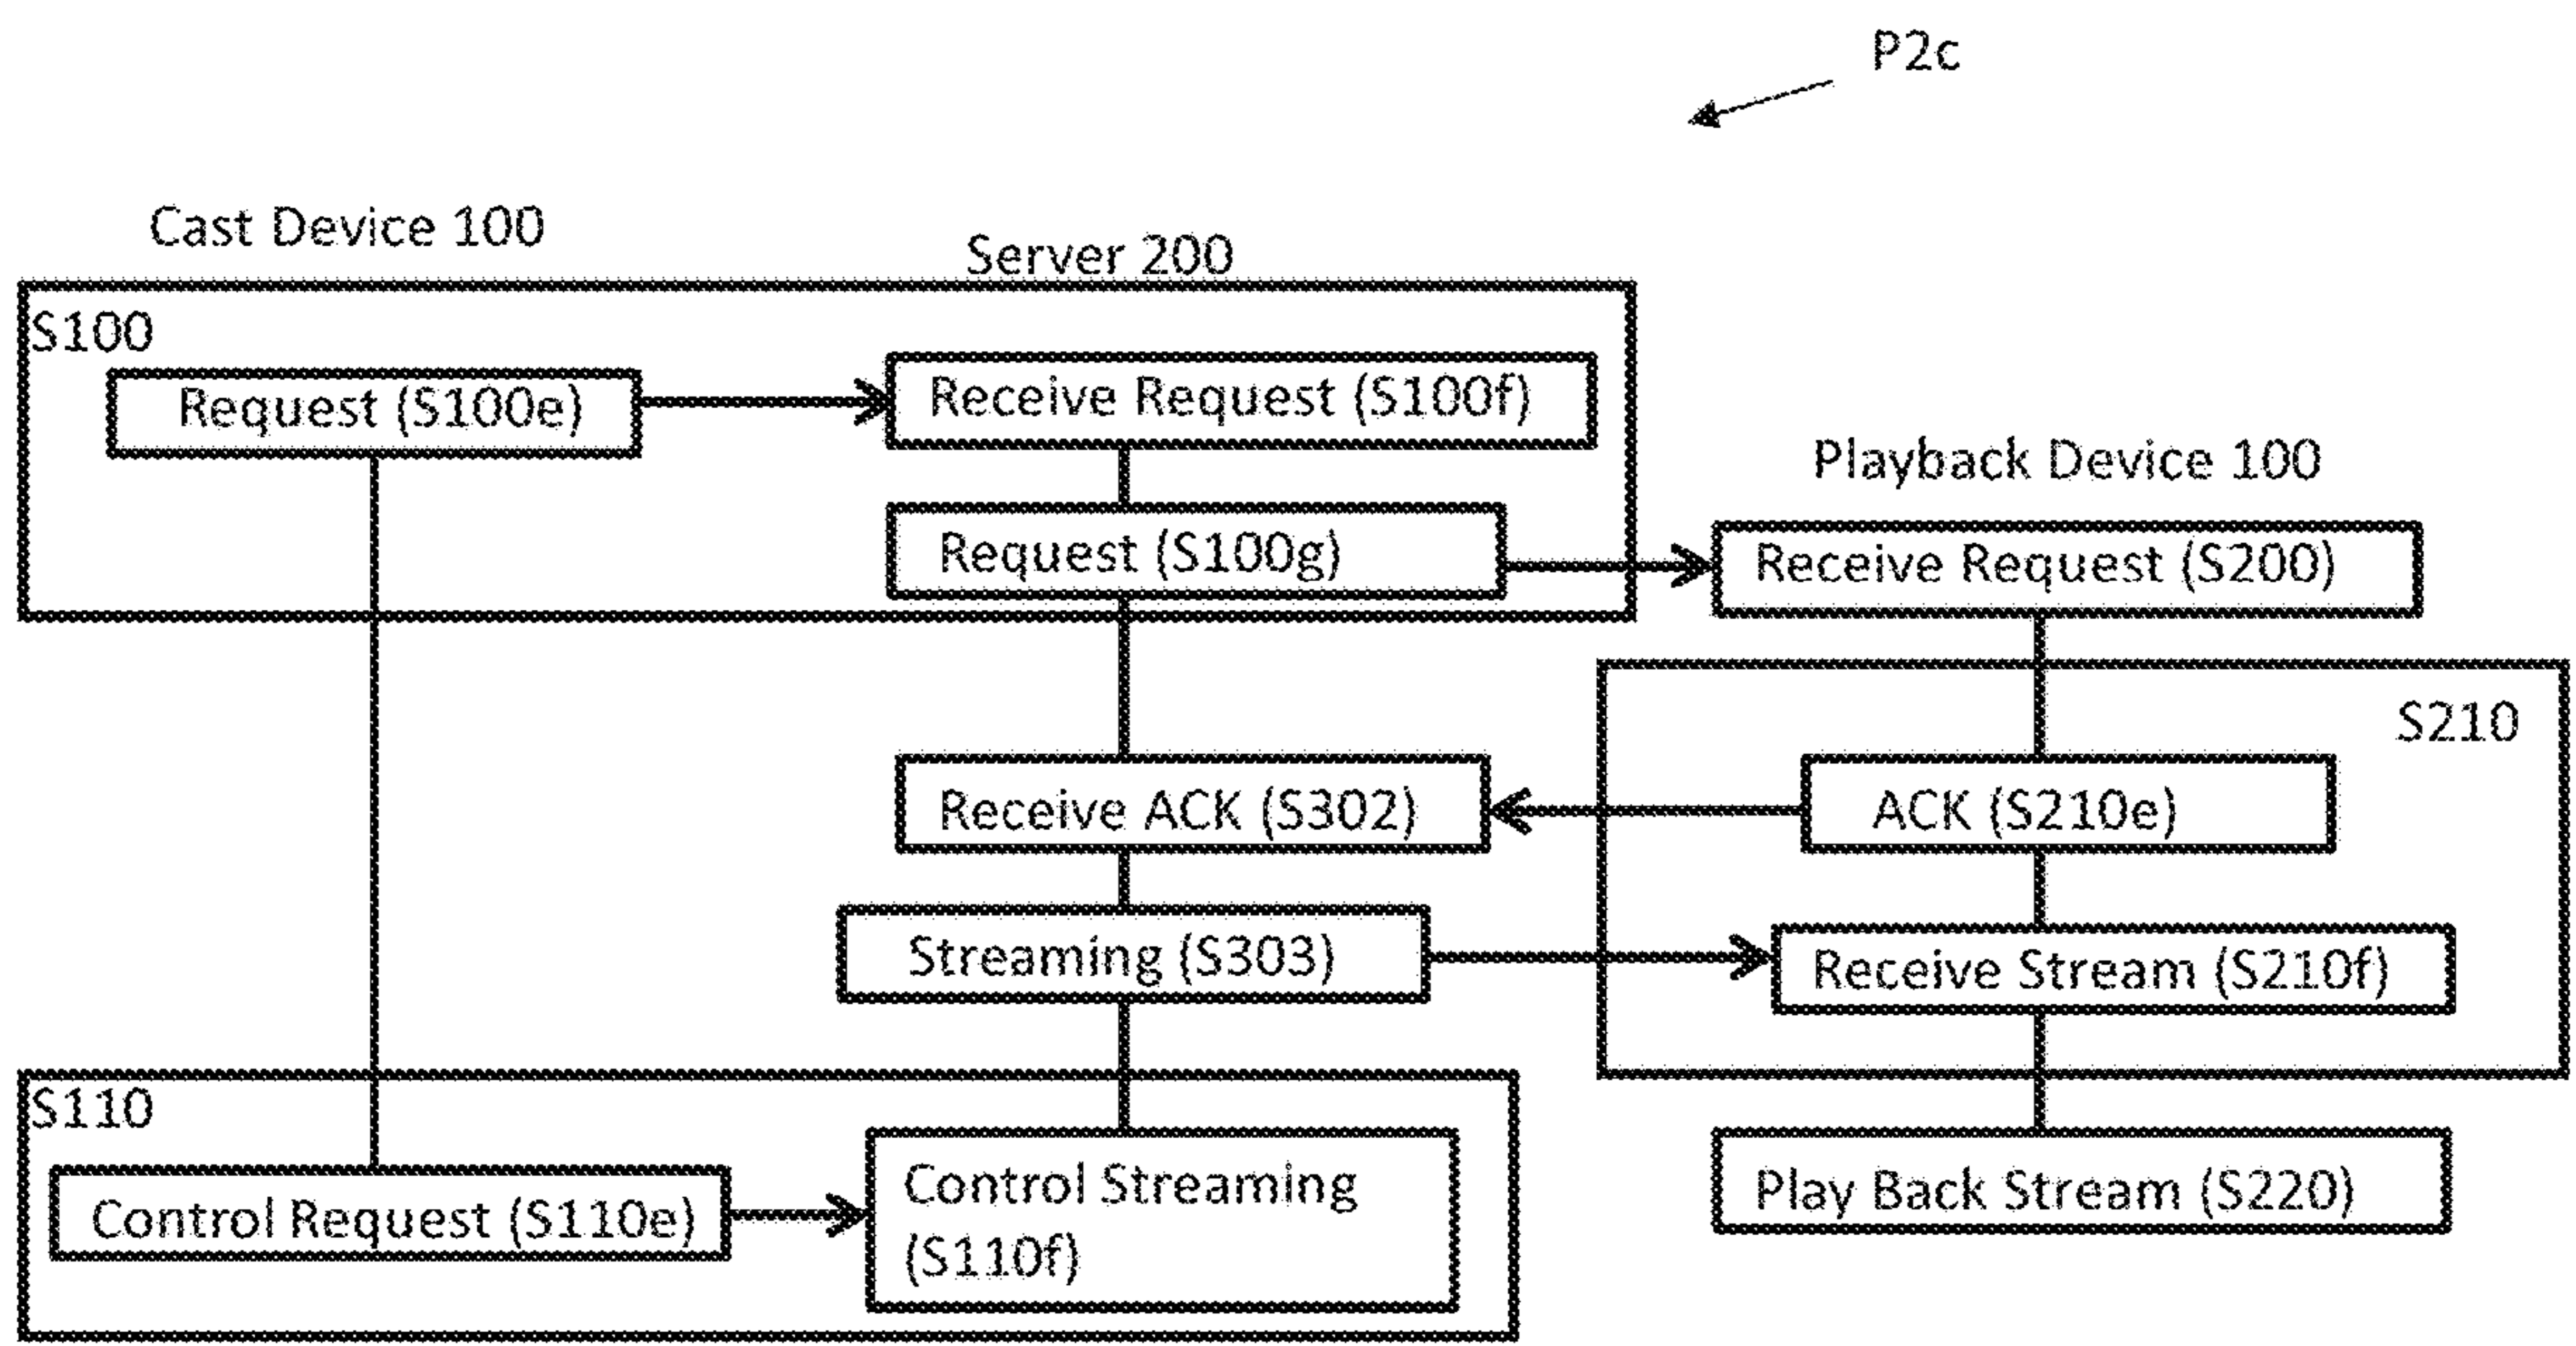 P2c
Cast Device 100
Server 200
S100
Request (S100e)
Receive Request (S100f)
Playback Device 100
Request (S100g)
Receive Request (S200)
S210
Receive ACK (S302)
ACK (S210e)
Streaming (S303)
Receive Stream (S210f)
S110
Control Request (S110e)
Control Streaming
(S110f)
Play Back Stream (S220)